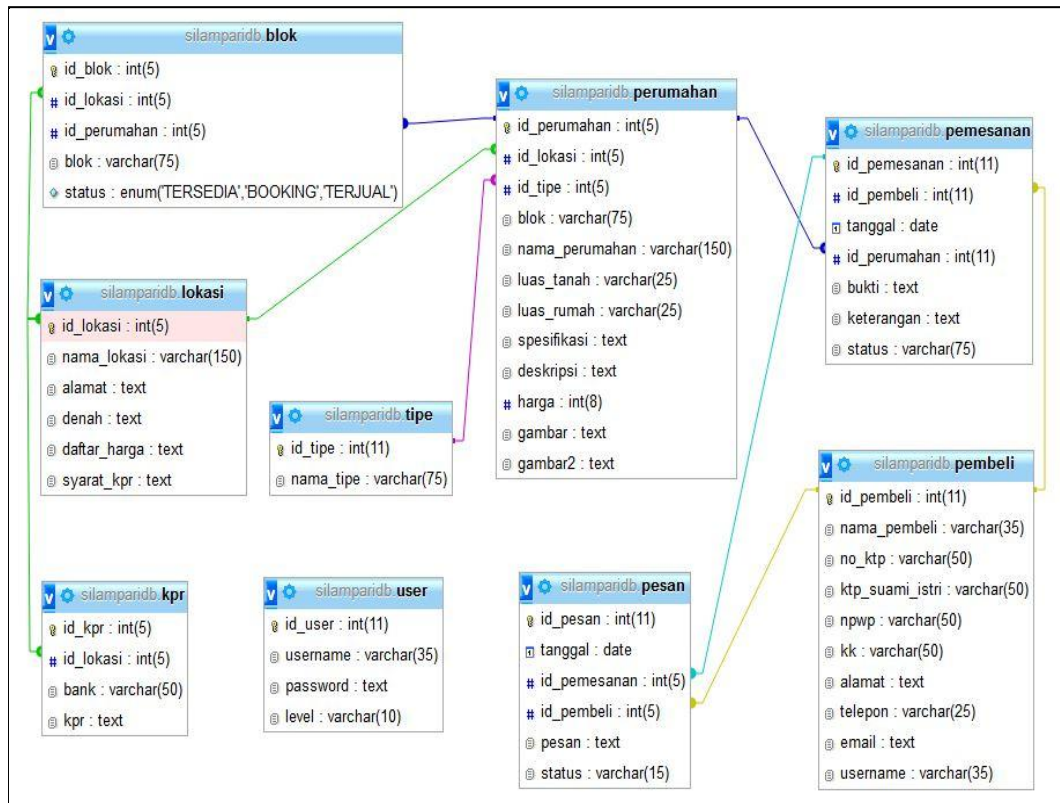 silamparidb.blok
id_blok : int(5)
id_lokasi : int(5)
id_perumahan : int(5)
blok : varchar(75)
status : enum('TERSEDIA','BOOKING','TERJUAL')
silamparidb.perumahan
id_perumahan : int(5)
id_lokasi : int(5)
id_tipe : int(5)
blok : varchar(75)
nama_perumahan : varchar(150)
luas_tanah : varchar(25)
luas_rumah : varchar(25)
spesifikasi : text
deskripsi : text
harga : int(8)
gambar : text
gambar2 : text
silamparidb.pemesanan
id_pemesanan : int(11)
id_pembeli : int(11)
tanggal : date
id_perumahan : int(11)
bukti : text
keterangan : text
status : varchar(75)
silamparidb.lokasi
id_lokasi : int(5)
nama_lokasi : varchar(150)
alamat : text
denah : text
daftar_harga : text
syarat_kpr : text
silamparidb.tipe
id_tipe : int(11)
nama_tipe : varchar(75)
silamparidb.pembeli
id_pembeli : int(11)
nama_pembeli : varchar(35)
no_ktp : varchar(50)
ktp_suami_istri : varchar(50)
npwp : varchar(50)
kk : varchar(50)
alamat : text
telepon : varchar(25)
email : text
username : varchar(35)
silamparidb.kpr
id_kpr : int(5)
id_lokasi : int(5)
bank : varchar(50)
kpr : text
silamparidb.user
id_user : int(11)
username : varchar(35)
password : text
level : varchar(10)
silamparidb.pesan
id_pesan : int(11)
tanggal : date
id_pemesanan : int(5)
id_pembeli : int(5)
pesan : text
status : varchar(15)